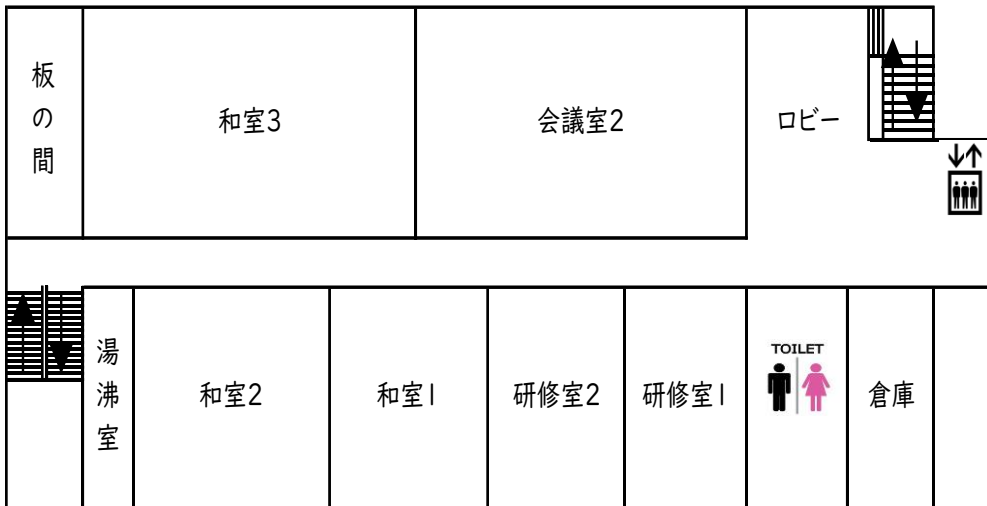 板の間
和室3
会議室2
ロビー
湯沸室
和室2
和室1
研修室2
研修室1
TOILET
倉庫